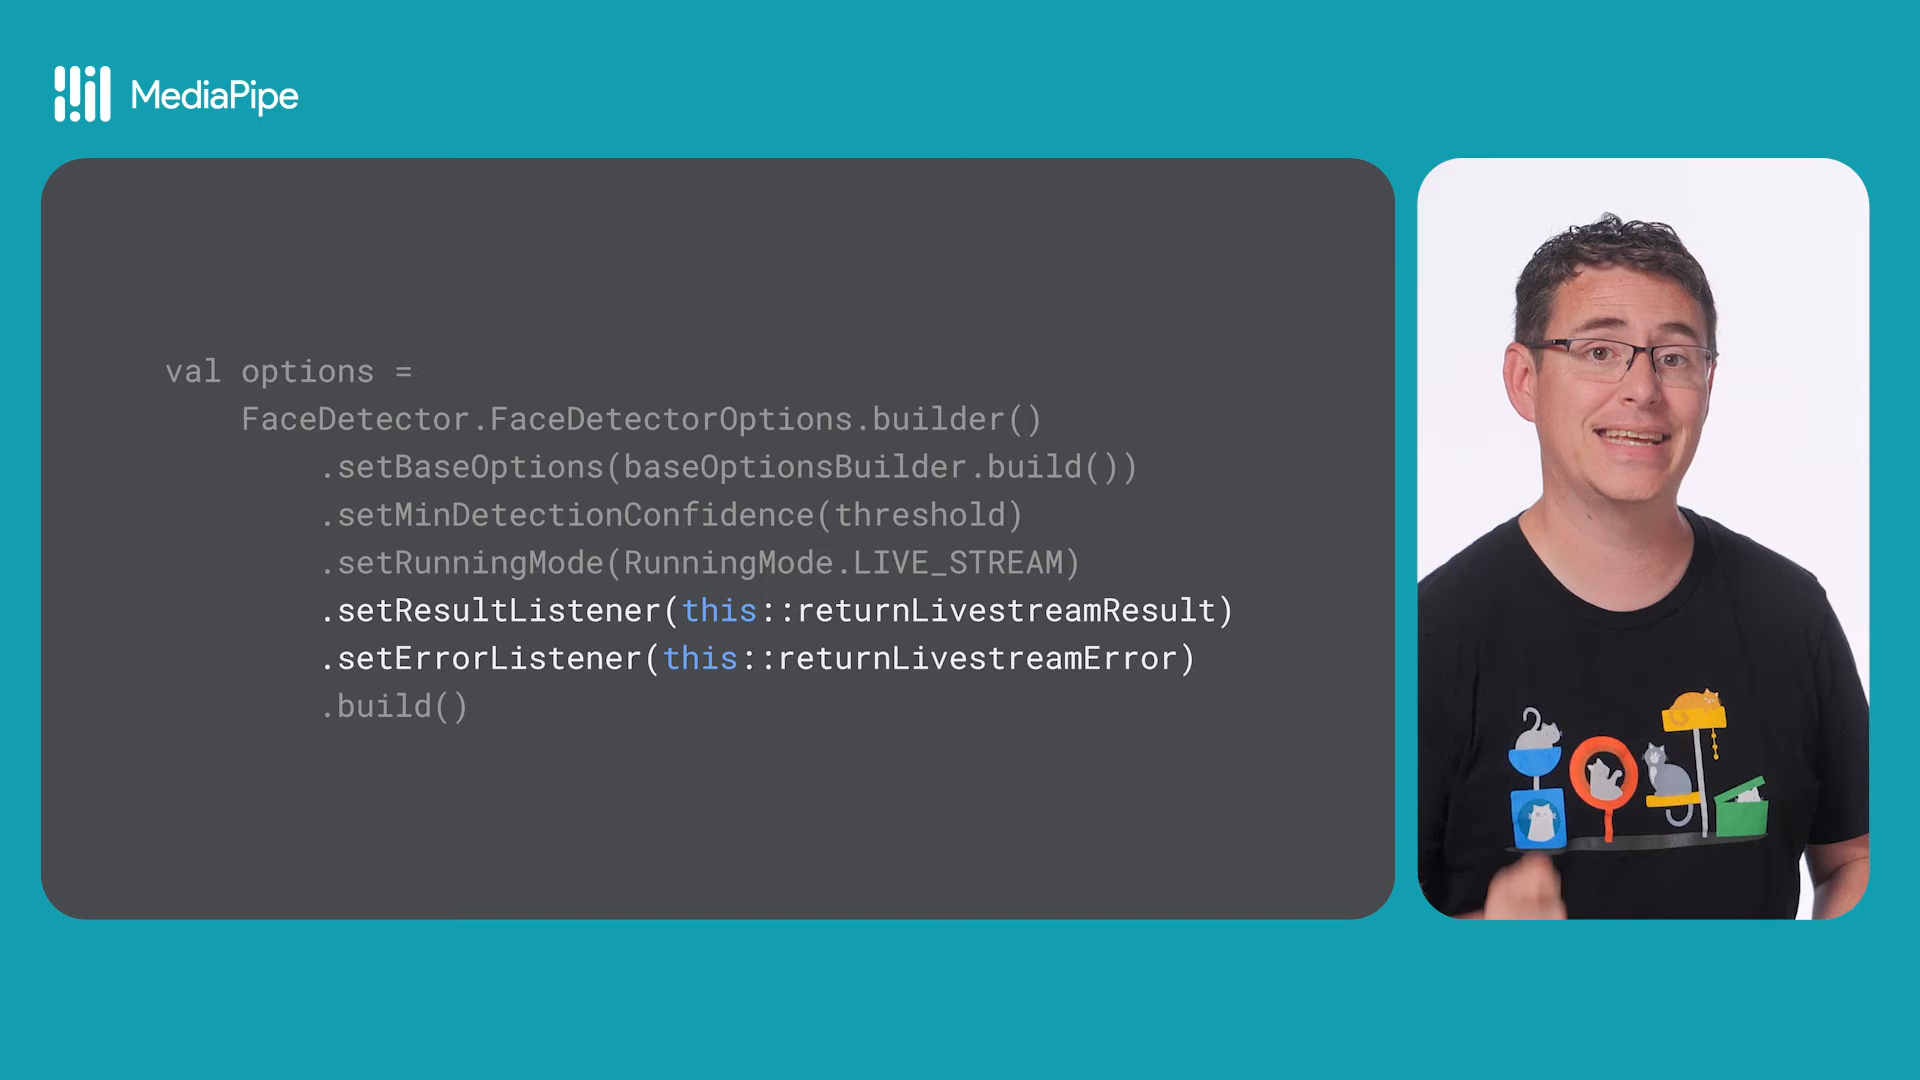 MediaPipe
val options =
FaceDetector.FaceDetectorOptions.builder()
.setBaseOptions(baseOptionsBuilder.build())
.setMinDetectionConfidence(threshold)
.setRunningMode(RunningMode.LIVE_STREAM)
.setResultListener(this::returnLivestreamResult)
.setErrorListener(this::returnLivestreamError)
.build()